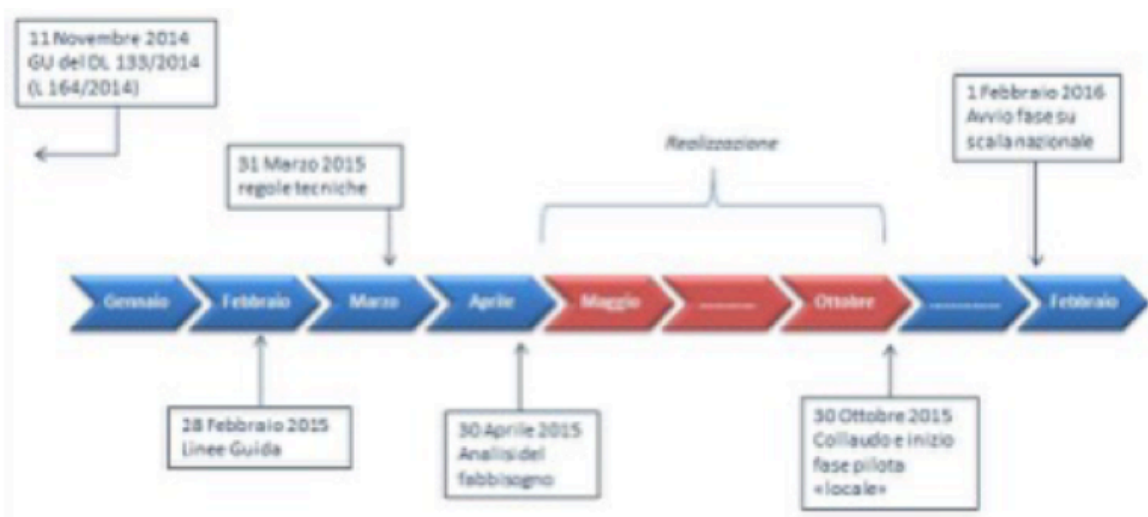 11 Novembre 2014
GU del DL 133/2014
(L 164/2014)
1 Febbraio 2016
Avvio fase su
scala nazionale
Realizzazione
31 Marzo 2015
regole tecniche
Gennaio
Febbraio
Marzo
Aprile
Maggio
............
Ottobre
................
Febbraio
28 Febbraio 2015
Linee Guida
30 Aprile 2015
Analisi del
fabbisogno
30 Ottobre 2015
Collaudo e inizio
fase pilota
«locale»